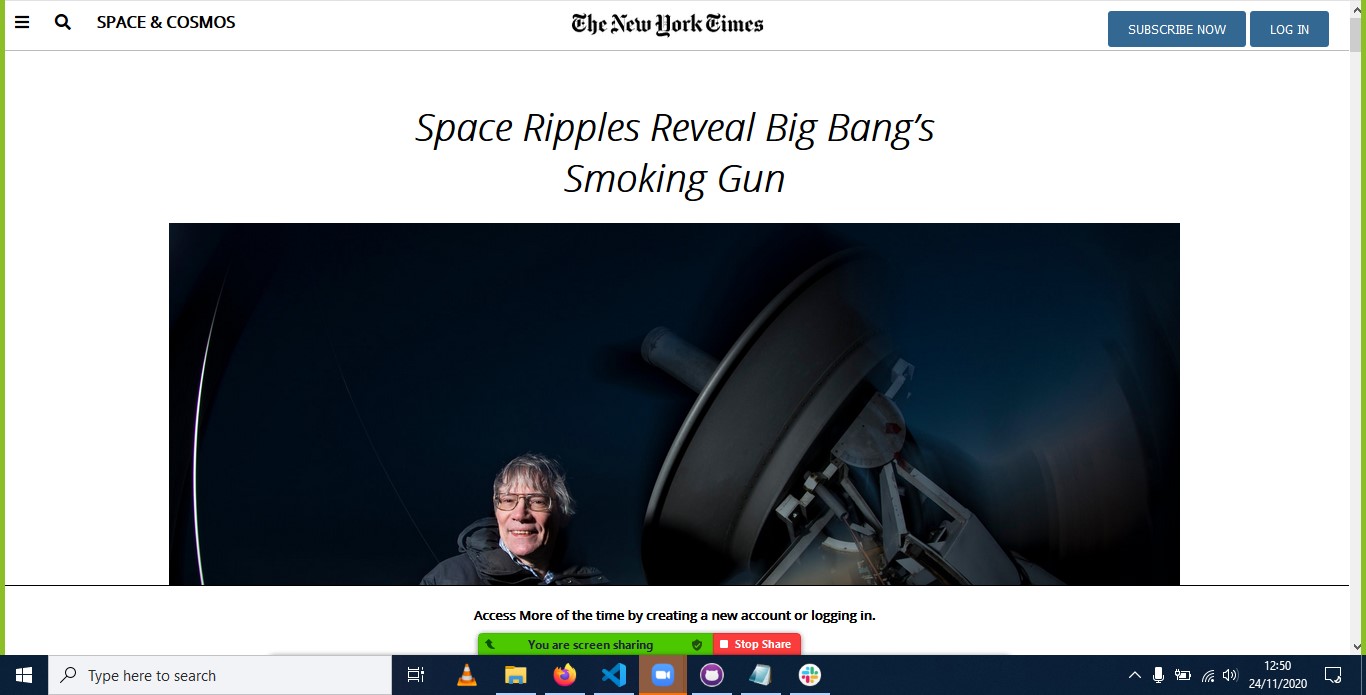 SPACE & COSMOS
The New York Times
SUBSCRIBE NOW
LOG IN
Space Ripples Reveal Big Bang’s
Smoking Gun
Access More of the time by creating a new account or logging in.
You are screen sharing
Stop Share
Type here to search
12:50
24/11/2020